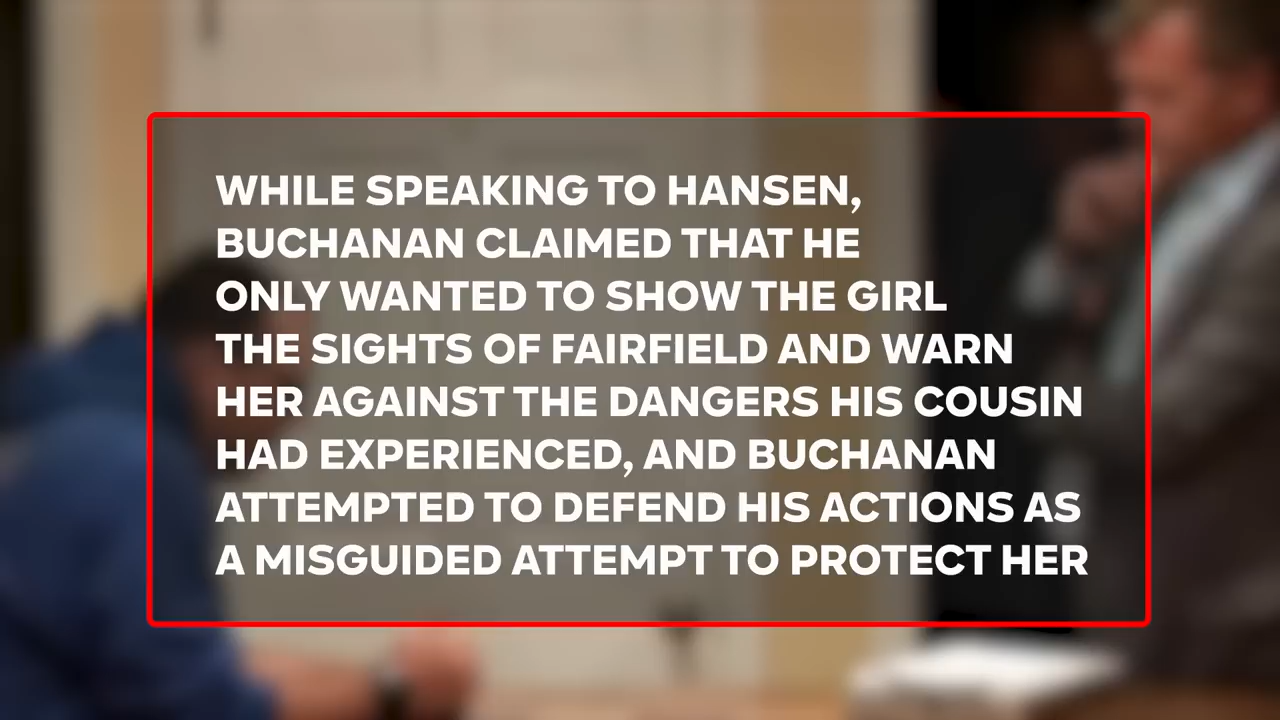 WHILE SPEAKING TO HANSEN,
BUCHANAN CLAIMED THAT HE
ONLY WANTED TO SHOW THE GIRL
THE SIGHTS OF FAIRFIELD AND WARN
HER AGAINST THE DANGERS HIS COUSIN
HAD EXPERIENCED, AND BUCHANAN
ATTEMPTED TO DEFEND HIS ACTIONS AS
A MISGUIDED ATTEMPT TO PROTECT HER